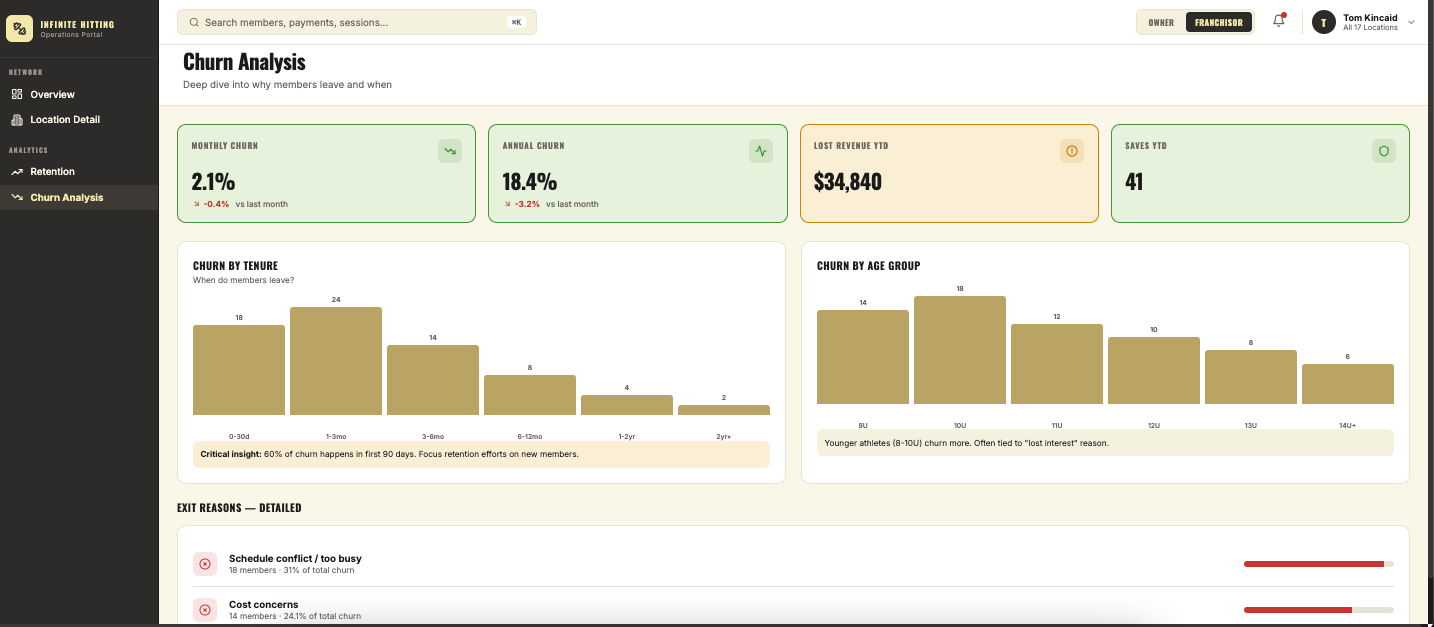 INFINITE HITTING
Operations Portal
NETWORK
Overview
Location Detail
ANALYTICS
Retention
Churn Analysis
Search members, payments, sessions...
⌘K
OWNER
FRANCHISOR
T
Tom Kincaid
All 17 Locations
Churn Analysis
Deep dive into why members leave and when
MONTHLY CHURN
2.1%
-0.4% vs last month
ANNUAL CHURN
18.4%
-3.2% vs last month
LOST REVENUE YTD
$34,840
SAVES YTD
41
CHURN BY TENURE
When do members leave?
18
24
14
8
4
2
0-30d
1-3mo
3-6mo
6-12mo
1-2yr
2yr+
Critical insight: 60% of churn happens in first 90 days. Focus retention efforts on new members.
CHURN BY AGE GROUP
14
18
12
10
8
6
8U
10U
11U
12U
13U
14U+
Younger athletes (8-10U) churn more. Often tied to "lost interest" reason.
EXIT REASONS — DETAILED
Schedule conflict / too busy
18 members · 31% of total churn
Cost concerns
14 members · 24.1% of total churn